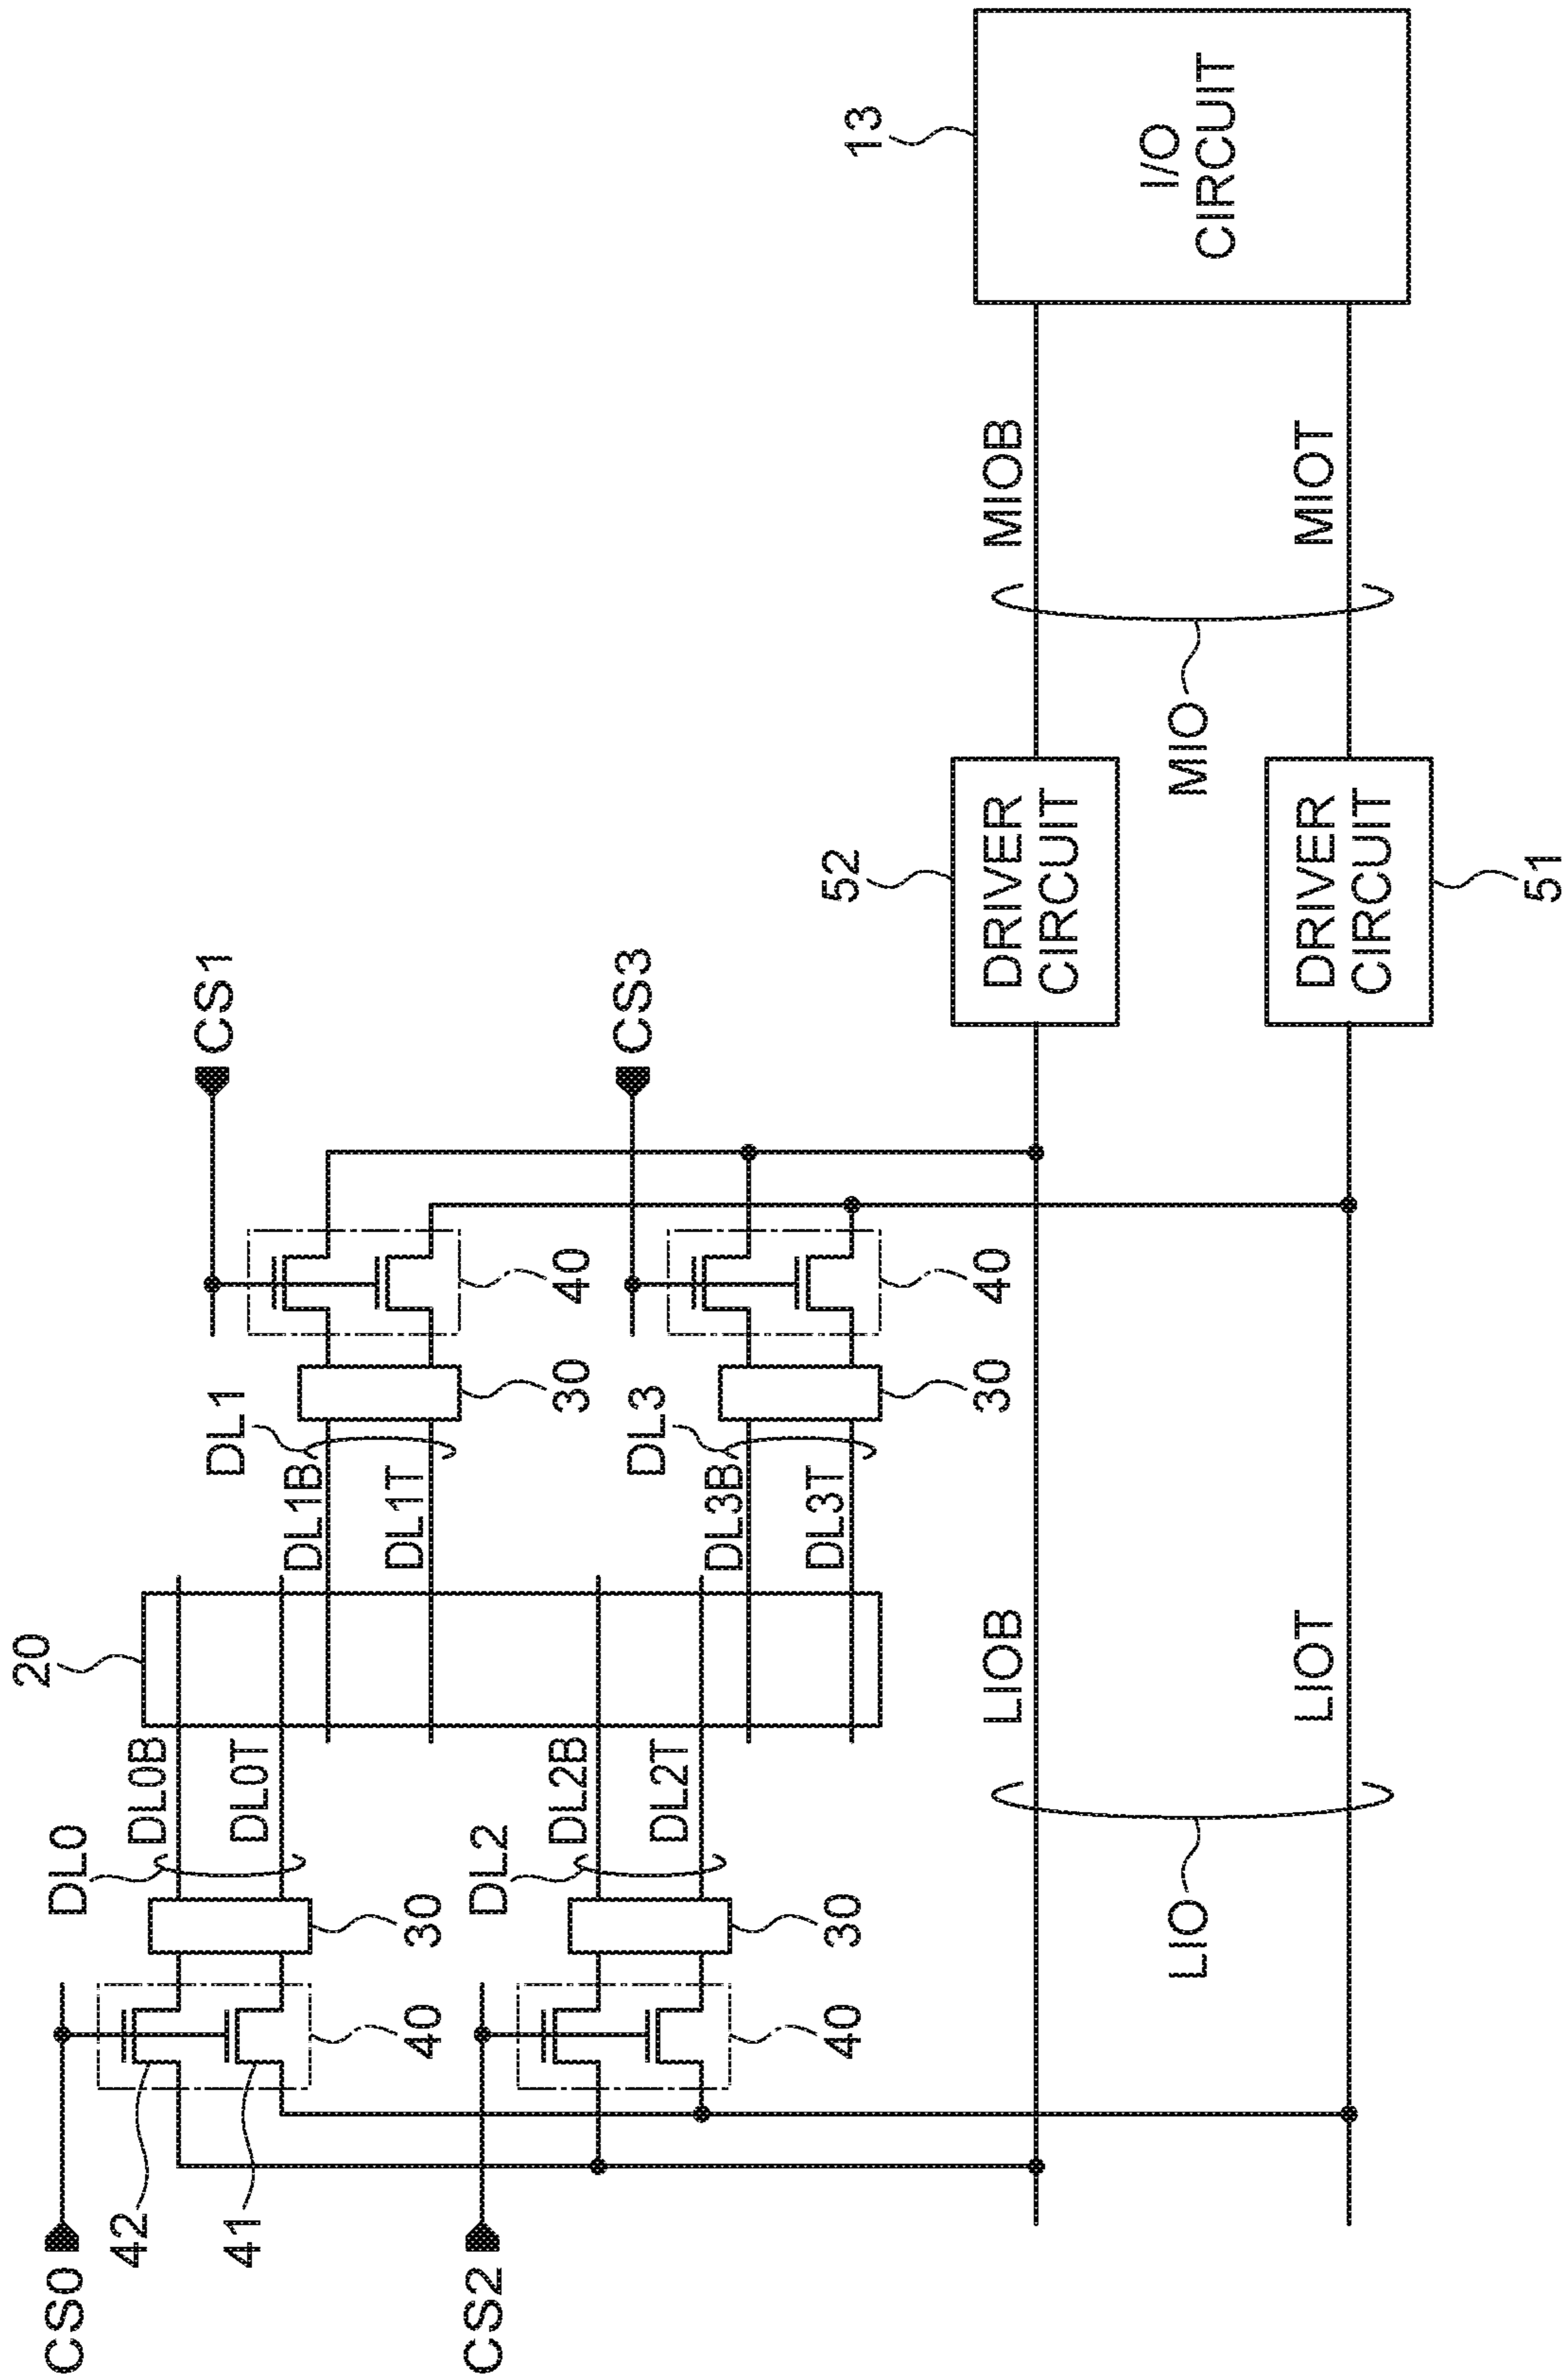 CS0
42
41
40
30
DL0
DL0B
DL0T
20
DL1B
DL1T
DL1
30
40
CS1
CS2
40
30
DL2
DL2B
DL2T
DL3B
DL3T
DL3
30
40
CS3
LIO
LIOB
LIOT
52
DRIVER
CIRCUIT
DRIVER
CIRCUIT
51
MIO
MIOB
MIOT
13
I/O
CIRCUIT